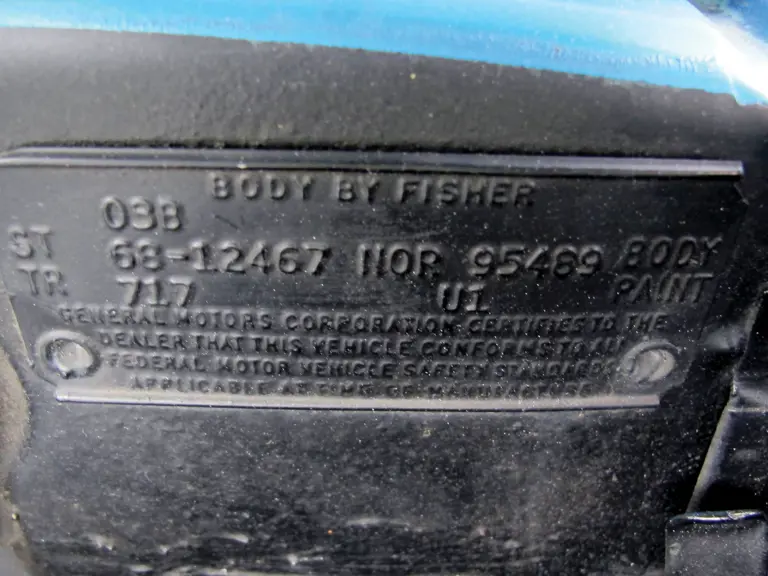 BODY BY FISHER
03B
ST 68-12467 NOR 95489 BODY
TR 717 U1 PAINT
GENERAL MOTORS CORPORATION CERTIFIES TO THE
DEALER THAT THIS VEHICLE CONFORMS TO ALL
FEDERAL MOTOR VEHICLE SAFETY STANDARDS
APPLICABLE AT TIME OF MANUFACTURE